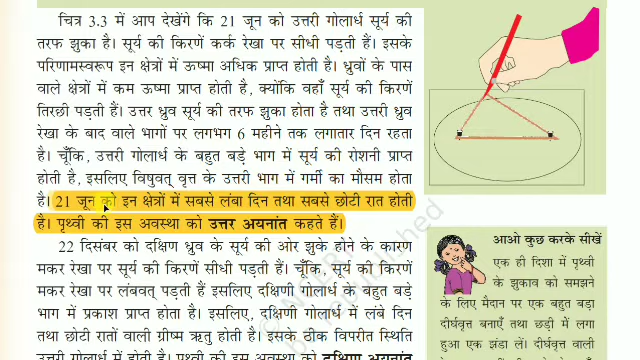 चित्र 3.3 में आप देखेंगे कि 21 जून को उत्तरी गोलार्ध सूर्य की
तरफ झुका है। सूर्य की किरणें कर्क रेखा पर सीधी पड़ती हैं। इसके
परिणामस्वरूप इन क्षेत्रों में ऊष्मा अधिक प्राप्त होती है। ध्रुवों के पास
वाले क्षेत्रों में कम ऊष्मा प्राप्त होती है, क्योंकि वहाँ सूर्य की किरणें
तिरछी पड़ती हैं। उत्तर ध्रुव सूर्य की तरफ झुका होता है तथा उत्तरी ध्रुव
रेखा के बाद वाले भागों पर लगभग 6 महीने तक लगातार दिन रहता
है। चूँकि, उत्तरी गोलार्ध के बहुत बड़े भाग में सूर्य की रोशनी प्राप्त
होती है, इसलिए विषुवत् वृत्त के उत्तरी भाग में गर्मी का मौसम होता
है। 21 जून को इन क्षेत्रों में सबसे लंबा दिन तथा सबसे छोटी रात होती
है। पृथ्वी की इस अवस्था को उत्तर अयनांत कहते हैं।
22 दिसंबर को दक्षिण ध्रुव के सूर्य की ओर झुके होने के कारण
मकर रेखा पर सूर्य की किरणें सीधी पड़ती हैं। चूँकि, सूर्य की किरणें
मकर रेखा पर लंबवत् पड़ती हैं इसलिए दक्षिणी गोलार्ध के बहुत बड़े
भाग में प्रकाश प्राप्त होता है। इसलिए, दक्षिणी गोलार्ध में लंबे दिन
तथा छोटी रातों वाली ग्रीष्म ऋतु होती है। इसके ठीक विपरीत स्थिति
उत्तरी गोलार्ध में होती है। पृथ्वी की इस अवस्था को दक्षिण अयनांत
आओ कुछ करके सीखें
एक ही दिशा में पृथ्वी
के झुकाव को समझने
के लिए मैदान पर एक बहुत बड़ा
दीर्घवृत्त बनाएँ तथा छड़ी में लगा
हुआ एक झंडा लें। दीर्घवृत्त वाली